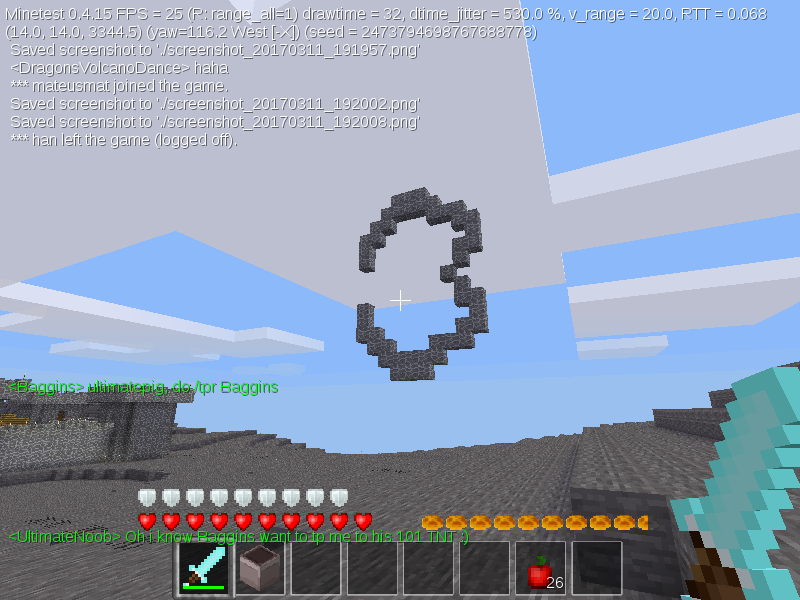 Minetest 0.4.15 FPS = 25 (P: range_all=1) drawtime = 32, dtime_jitter = 530.0 %, v_range = 20.0, RTT = 0.068
(14.0, 14.0, 3344.5) (yaw=116.2 West [-X]) (seed = 2473794698767688778)
Saved screenshot to './screenshot_20170311_191957.png'
<DragonsVolcanoDance> haha
*** mateusmat joined the game.
Saved screenshot to './screenshot_20170311_192002.png'
Saved screenshot to './screenshot_20170311_192008.png'
*** han left the game (logged off).
<Baggins> ultimatepig, do /tpr Baggins
<UltimateNoob> Oh i know Baggins want to tp me to his 101 TNT :)
26